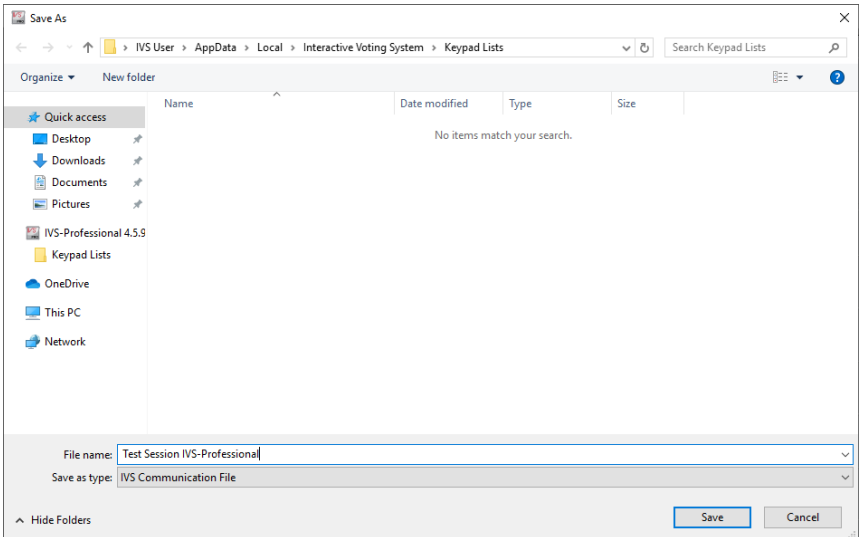 Save As
IVS User › AppData › Local › Interactive Voting System › Keypad Lists
Search Keypad Lists
Organize
New folder
?
Name
Date modified
Type
Size
No items match your search.
Quick access
Desktop
Downloads
Documents
Pictures
IVS-Professional 4.5.9
Keypad Lists
OneDrive
This PC
Network
File name: Test Session IVS-Professional
Save as type: IVS Communication File
Hide Folders
Save
Cancel